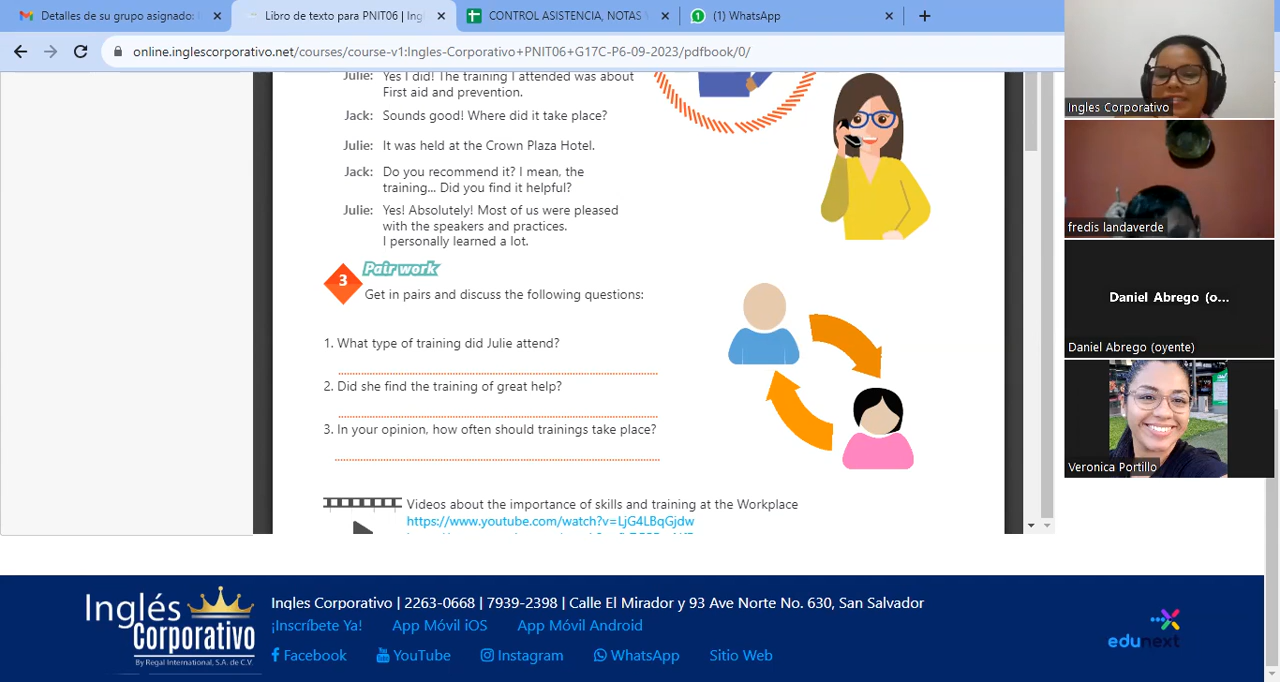 Detalles de su grupo asignado:
Libro de texto para PNIT06 | Ing
CONTROL ASISTENCIA, NOTAS
(1) WhatsApp
online.inglescorporativo.net/courses/course-v1:Ingles-Corporativo+PNIT06+G17C-P6-09-2023/pdfbook/0/
Julie: Yes I did! The training I attended was about
First aid and prevention.
Jack: Sounds good! Where did it take place?
Julie: It was held at the Crown Plaza Hotel.
Jack: Do you recommend it? I mean, the
training... Did you find it helpful?
Julie: Yes! Absolutely! Most of us were pleased
with the speakers and practices.
I personally learned a lot.
3 Pair work
Get in pairs and discuss the following questions:
1. What type of training did Julie attend?
2. Did she find the training of great help?
3. In your opinion, how often should trainings take place?
Videos about the importance of skills and training at the Workplace
https://www.youtube.com/watch?v=LjG4LBqGjdw
Ingles Corporativo
fredis landaverde
Daniel Abrego (o...
Daniel Abrego (oyente)
Veronica Portillo
Inglés
Corporativo
By Regal International, S.A. de C.V.
Ingles Corporativo | 2263-0668 | 7939-2398 | Calle El Mirador y 93 Ave Norte No. 630, San Salvador
¡Inscríbete Ya! App Móvil iOS App Móvil Android
Facebook YouTube Instagram WhatsApp Sitio Web
edunext